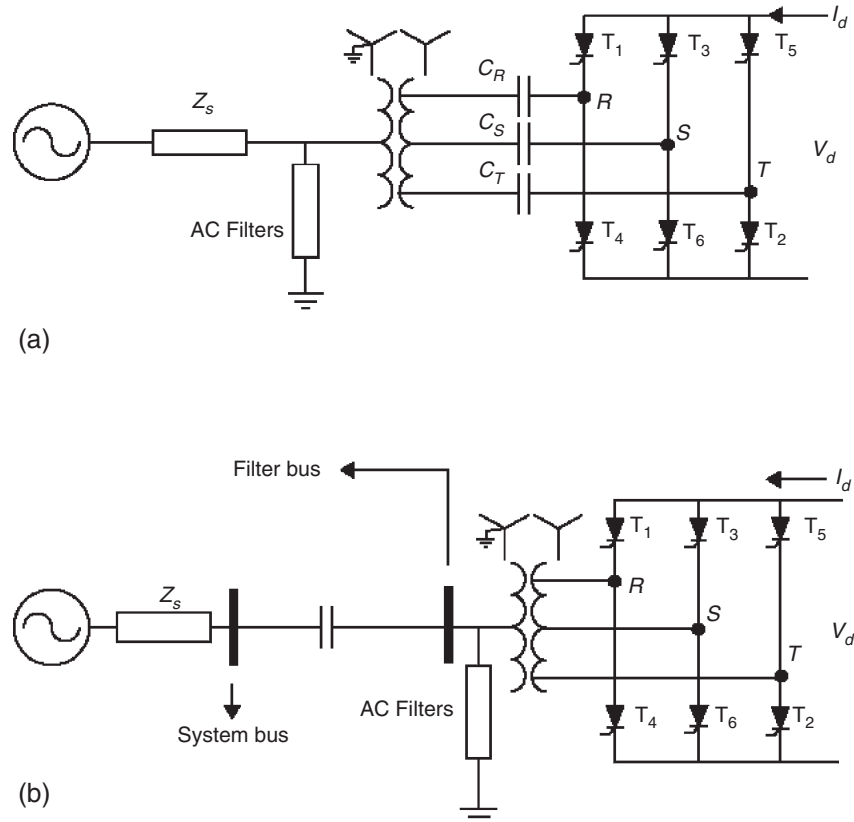 I_d
T_1 T_3 T_5
C_R R
Z_s
C_S S
V_d
C_T T
AC Filters
T_4 T_6 T_2
(a)
Filter bus
I_d
T_1 T_3 T_5
Z_s
R
S
V_d
T
AC Filters
T_4 T_6 T_2
System bus
(b)